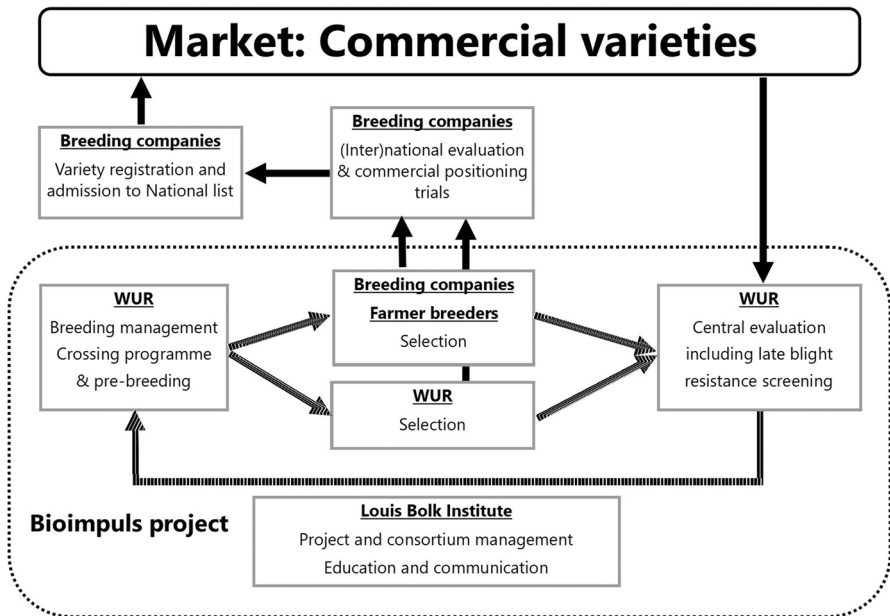 Market: Commercial varieties
Breeding companies
Variety registration and
admission to National list
Breeding companies
(Inter)national evaluation
& commercial positioning
trials
WUR
Breeding management
Crossing programme
& pre-breeding
Breeding companies
Farmer breeders
Selection
WUR
Selection
WUR
Central evaluation
including late blight
resistance screening
Bioimpuls project
Louis Bolk Institute
Project and consortium management
Education and communication